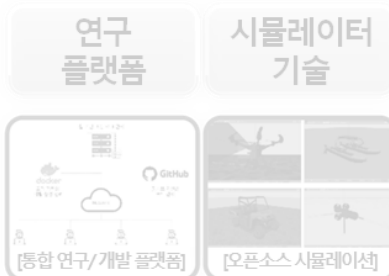 연구
플랫폼
시뮬레이터
기술
docker
GitHub
[통합 연구/개발 플랫폼]
[오픈소스 시뮬레이션]